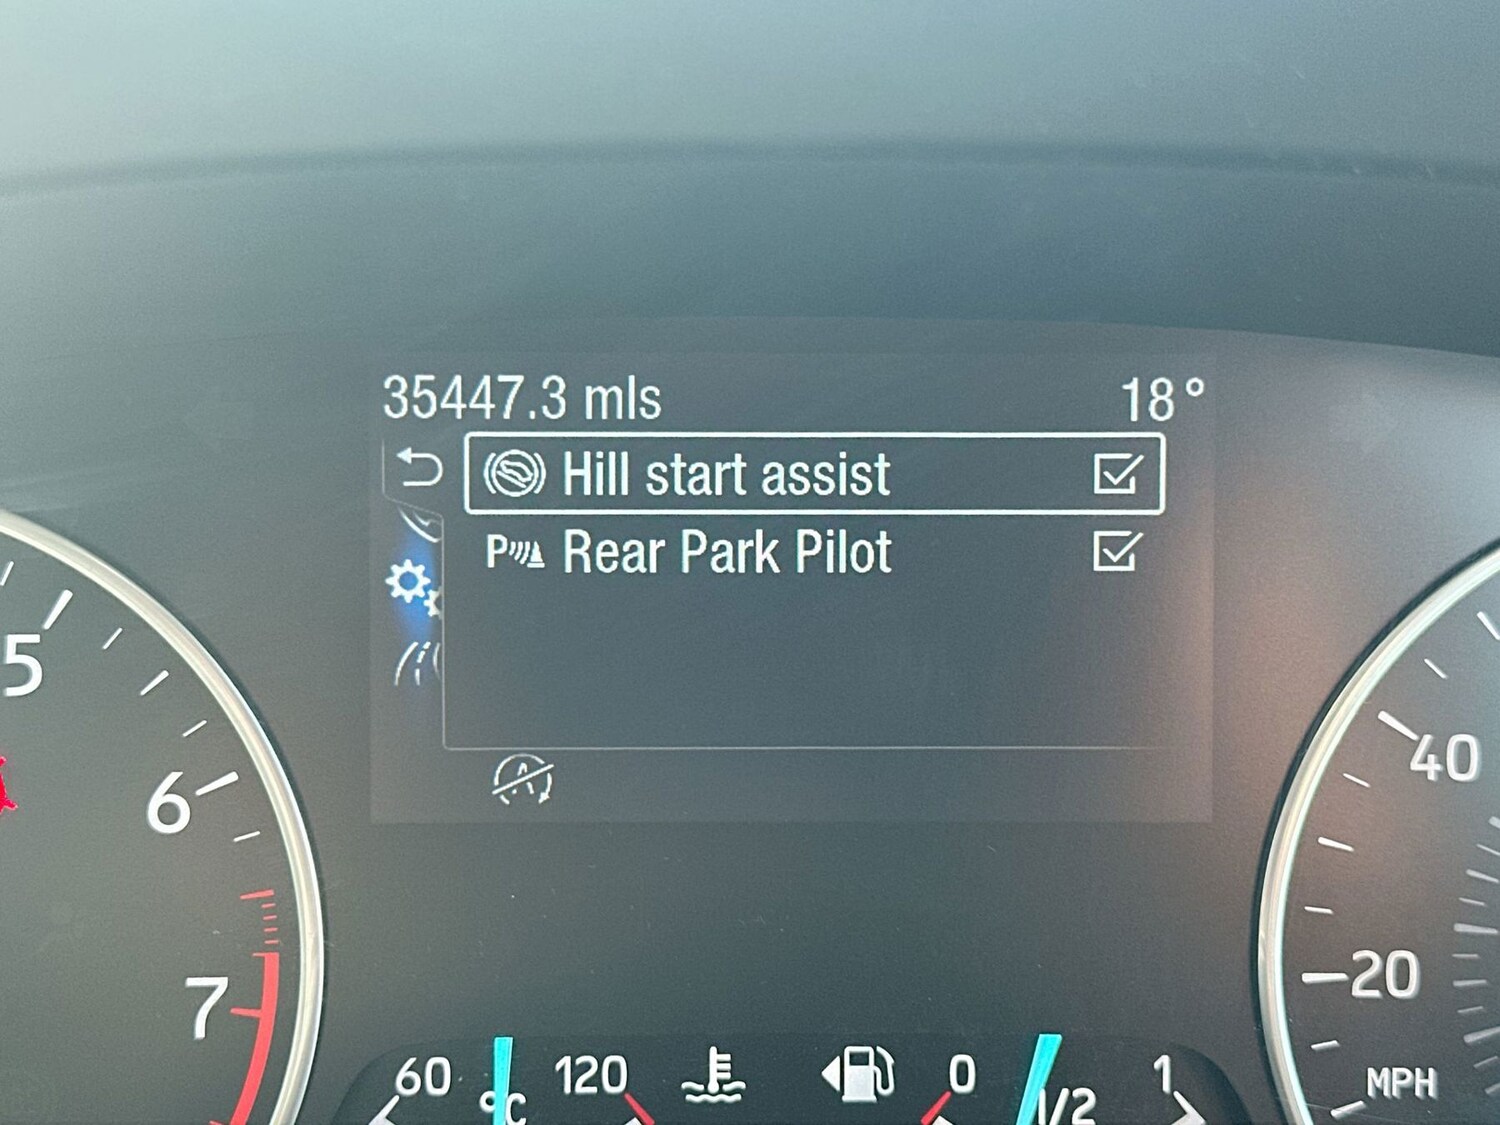 35447.3 mls 18°
Hill start assist
P Rear Park Pilot
A
5
6
7
40
20
MPH
60 °C 120
0 1/2 1